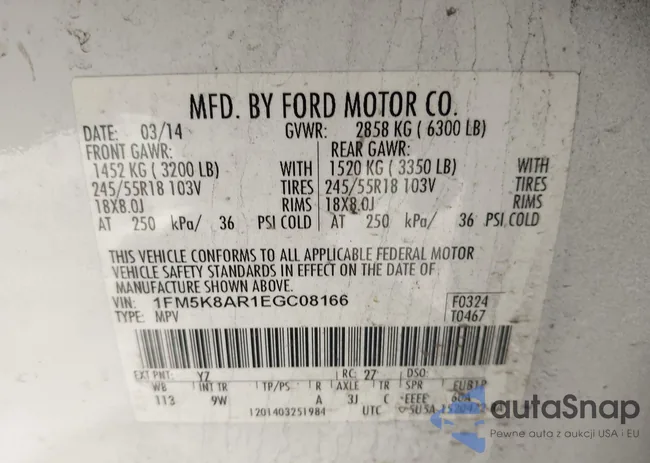 MFD. BY FORD MOTOR CO.
DATE: 03/14 GVWR: 2858 KG ( 6300 LB)
FRONT GAWR: REAR GAWR:
1452 KG ( 3200 LB) WITH 1520 KG ( 3350 LB) WITH
245/55R18 103V TIRES 245/55R18 103V TIRES
18X8.0J RIMS 18X8.0J RIMS
AT 250 kPa/ 36 PSI COLD AT 250 kPa/ 36 PSI COLD
THIS VEHICLE CONFORMS TO ALL APPLICABLE FEDERAL MOTOR
VEHICLE SAFETY STANDARDS IN EFFECT ON THE DATE OF
MANUFACTURE SHOWN ABOVE.
VIN: 1FM5K8AR1EGC08166 F0324
TYPE: MPV T0467
EXT PNT: YZ RC: 27 DSO:
WB INT TR TP/PS R AXLE TR SPR
113 9W A 3J C EEEE 60A
1201403251984 UTC
autaSnap
Pewne auta z aukcji USA i EU